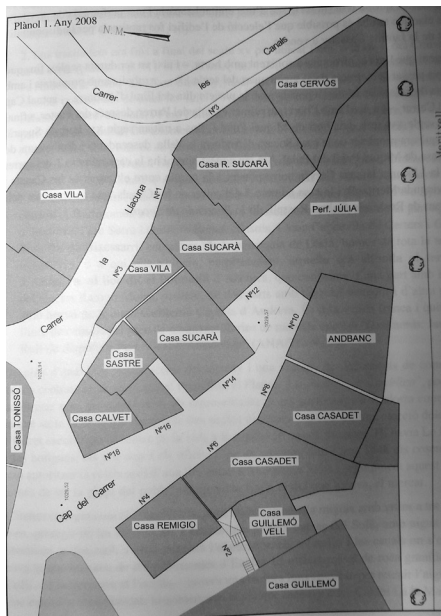 Plànol 1. Any 2008
N. M
Carrer
les
Canals
Nº3
Casa CERVÓS
Casa R. SUCARÀ
Casa VILA
Llacuna
Nº1
Perf. JÚLIA
la
Nº3
Casa VILA
Casa SUCARÀ
Carrer
Nº12
Nº10
Casa SUCARÀ
ANDBANC
Casa
SASTRE
Nº14
Nº8
Casa TONISSÓ
Casa CALVET
Nº16
Nº18
Casa CASADET
Nº6
Casa CASADET
Cap del Carrer
Nº4
Casa REMIGIO
Casa
GUILLEMÓ
VELL
Nº2
Casa GUILLEMÓ